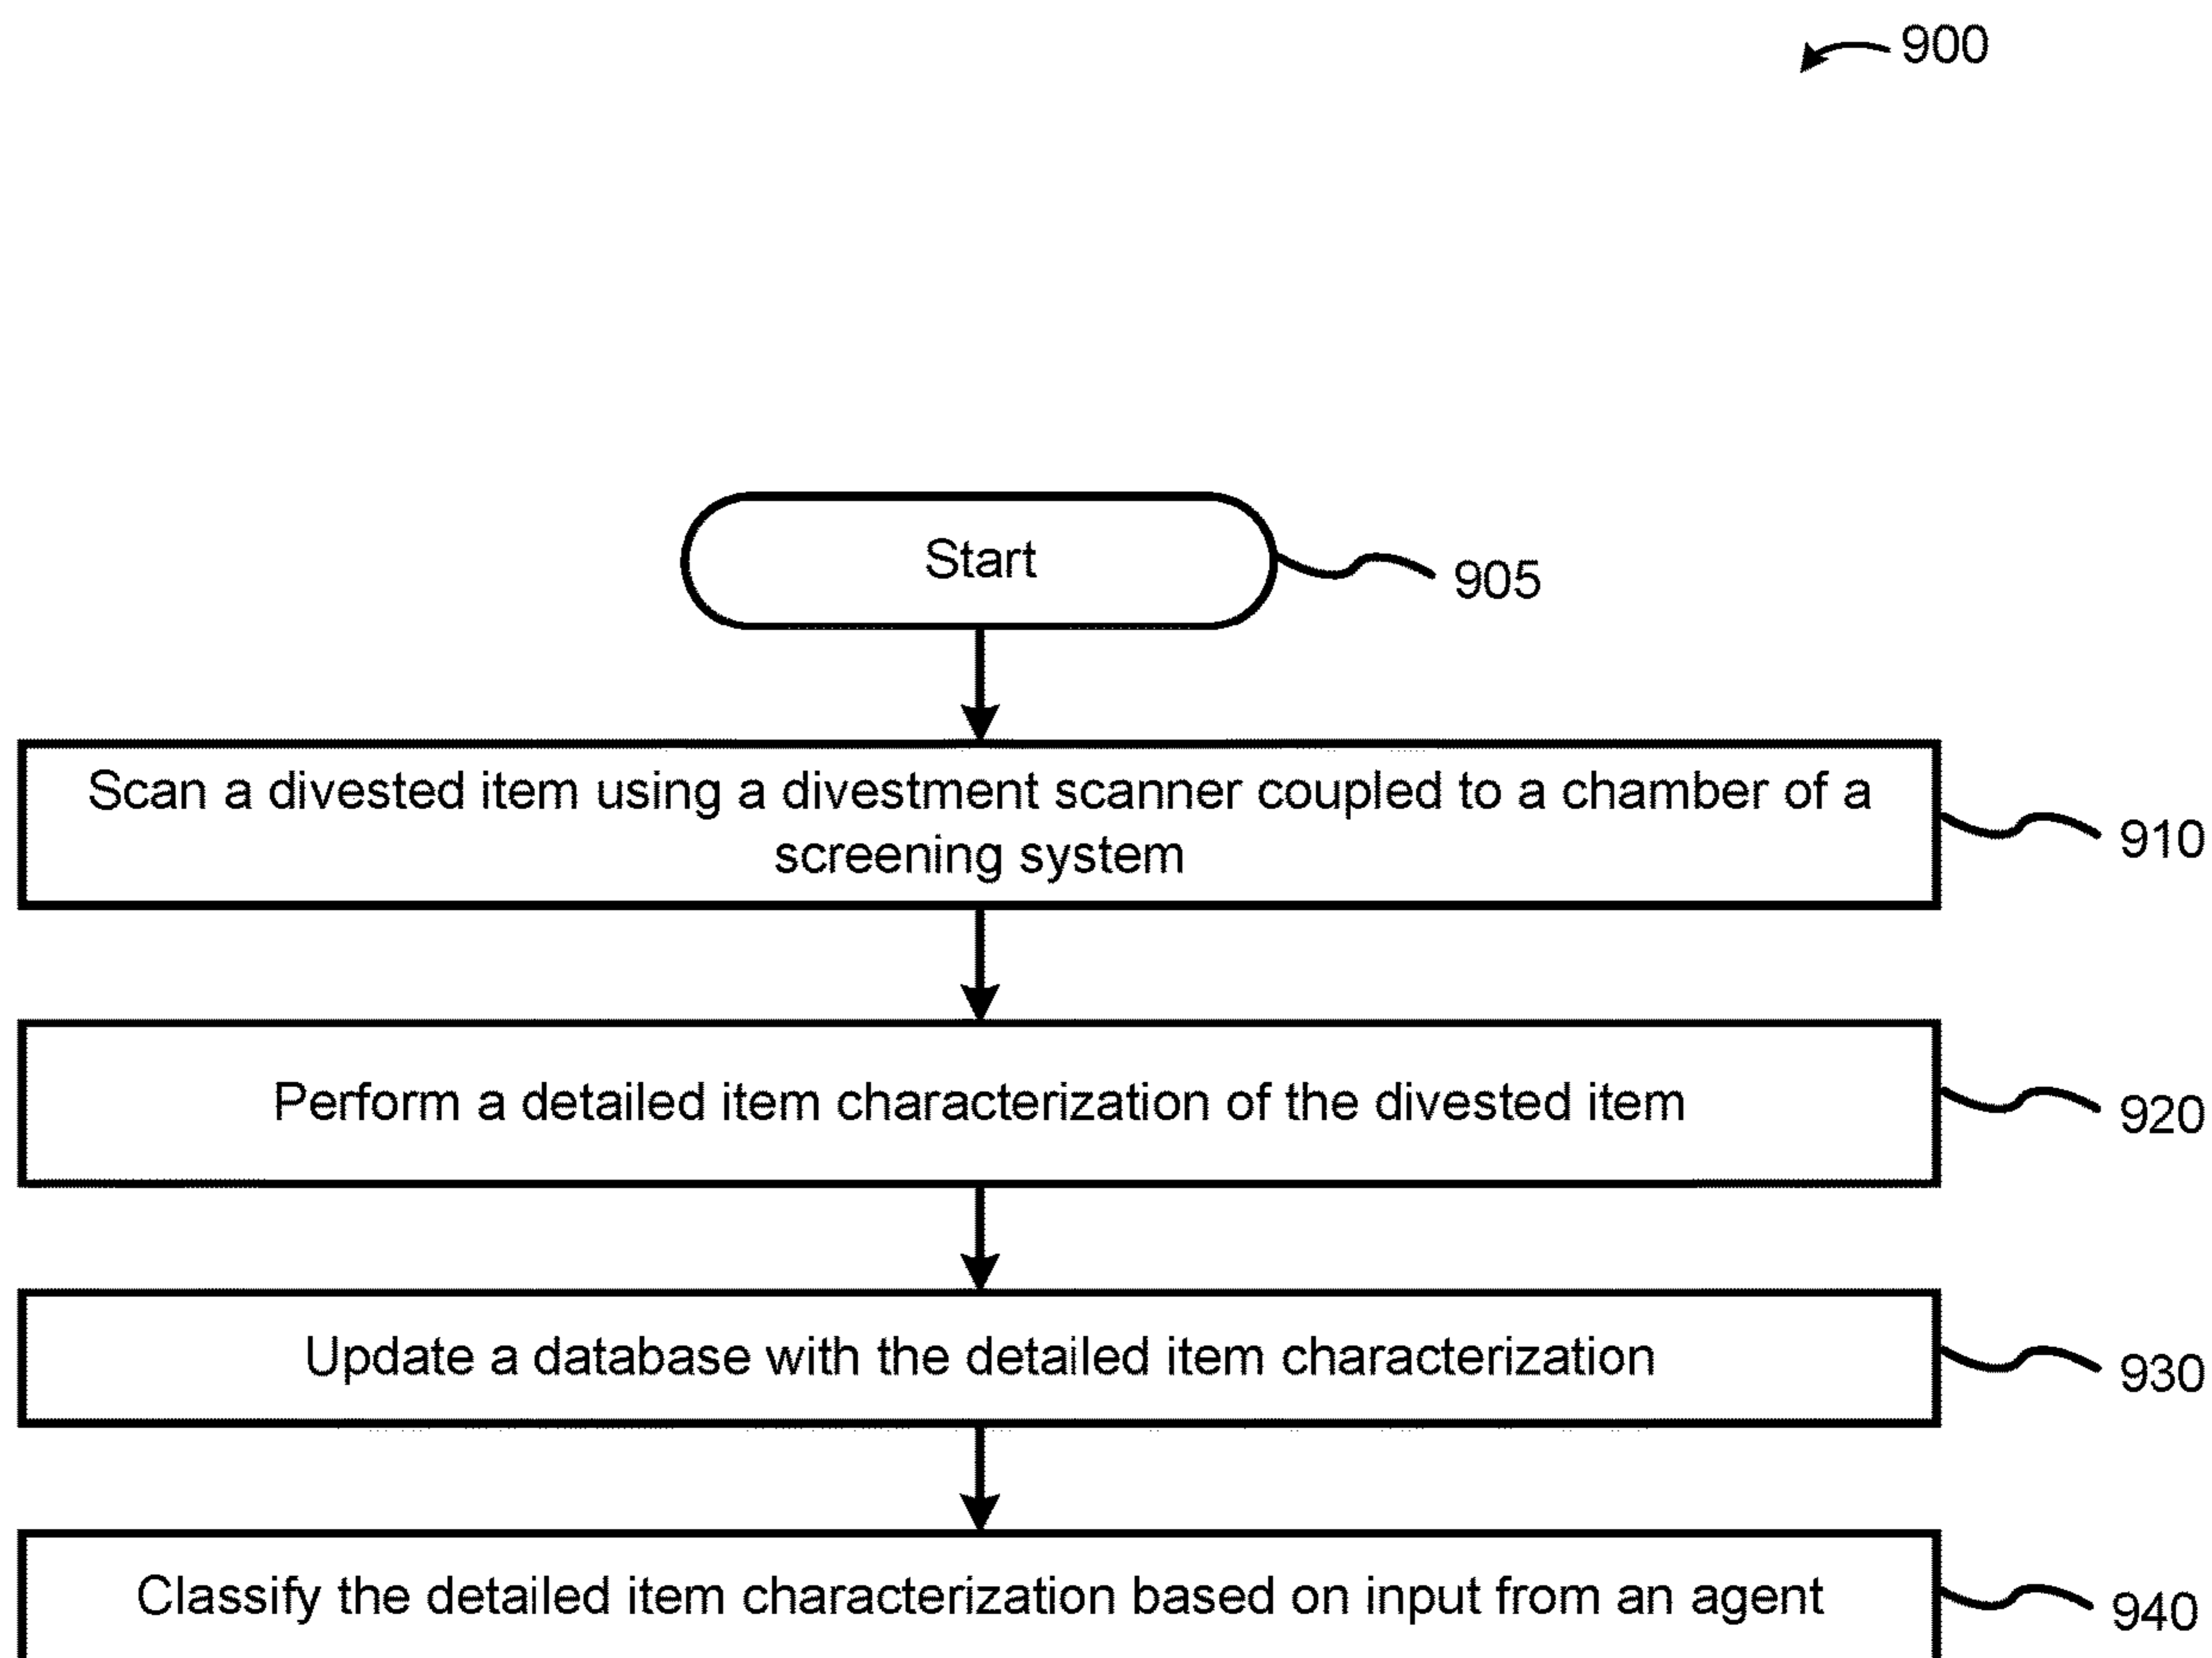 900
Start
905
Scan a divested item using a divestment scanner coupled to a chamber of a
screening system
910
Perform a detailed item characterization of the divested item
920
Update a database with the detailed item characterization
930
Classify the detailed item characterization based on input from an agent
940